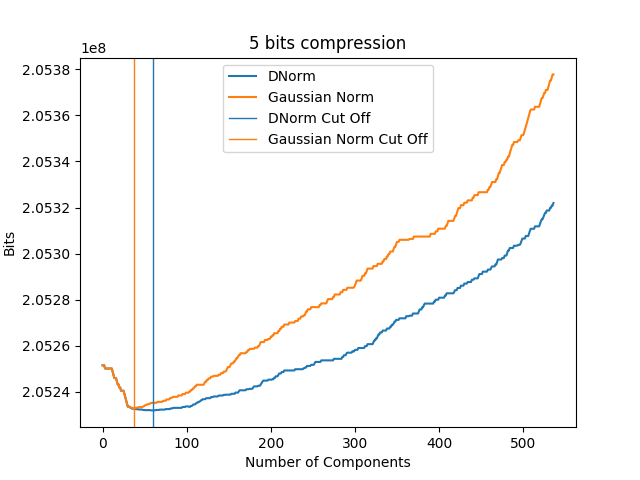 5 bits compression
1e8
2.0538
2.0536
2.0534
2.0532
2.0530
2.0528
2.0526
2.0524
Bits
DNorm
Gaussian Norm
DNorm Cut Off
Gaussian Norm Cut Off
0 100 200 300 400 500
Number of Components